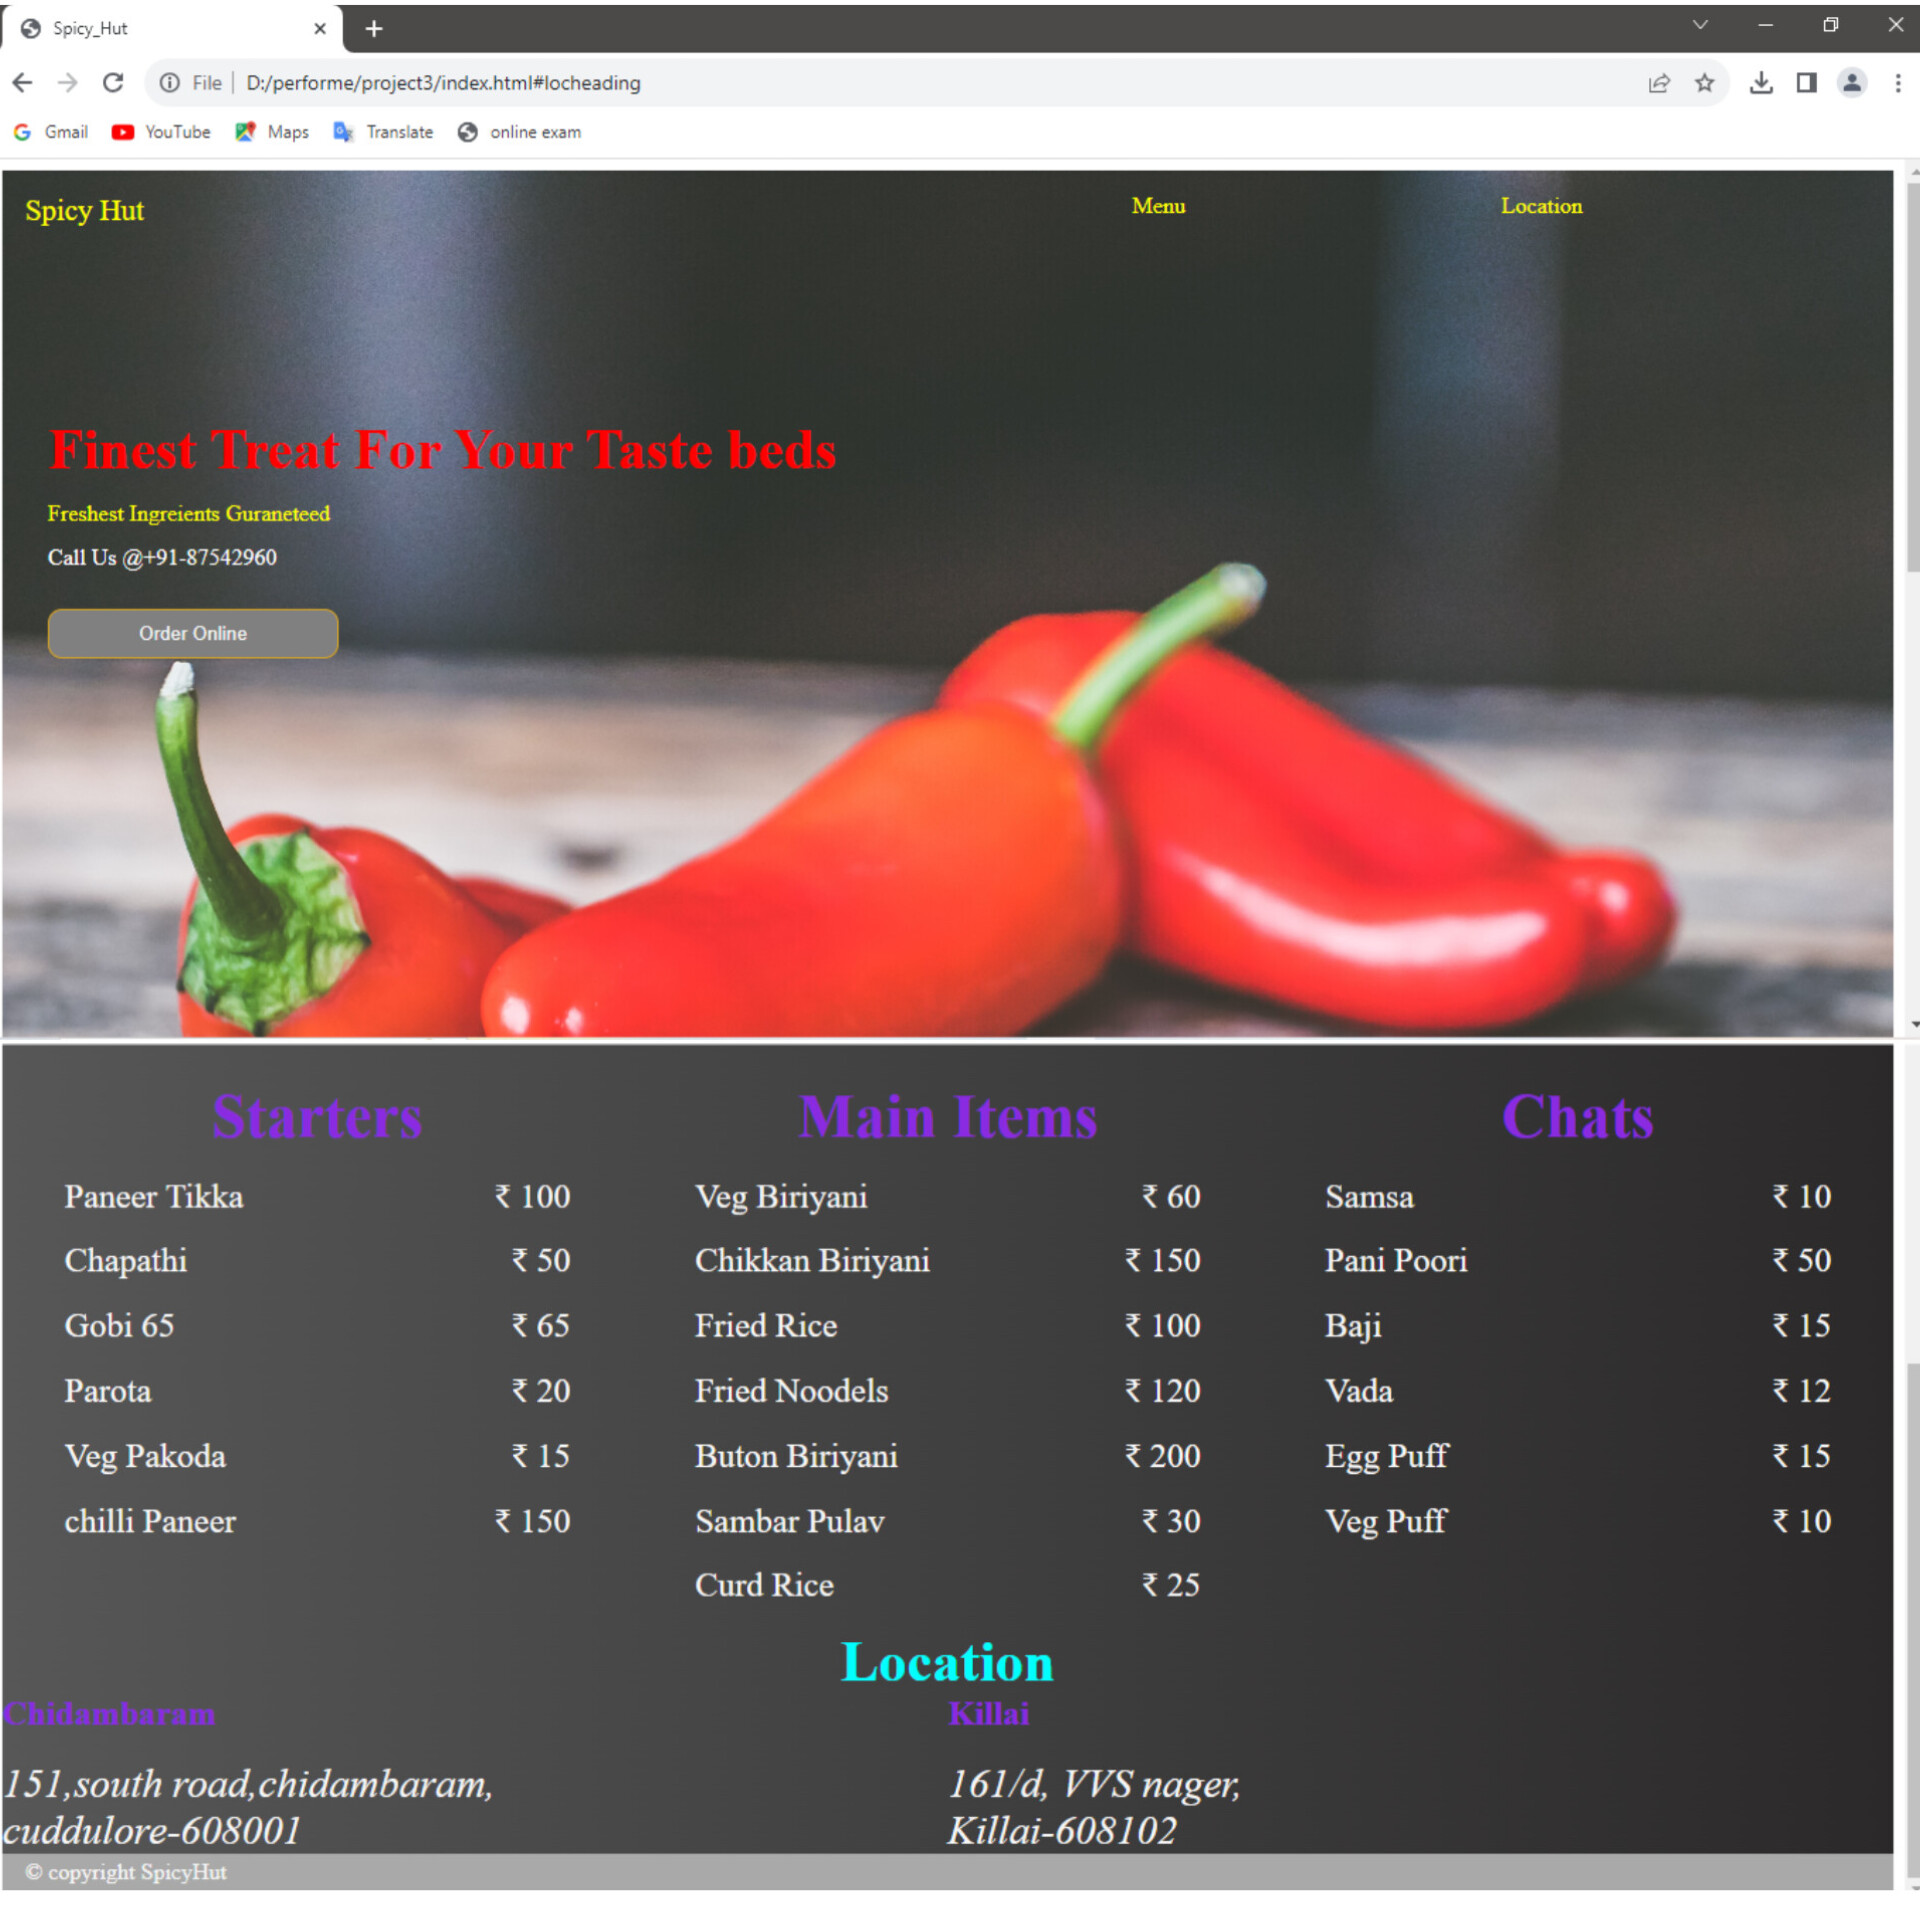 Spicy_Hut
File D:/performe/project3/index.html#locheading
Gmail YouTube Maps Translate online exam
Spicy Hut Menu Location
Finest Treat For Your Taste beds
Freshest Ingreients Guraneteed
Call Us @+91-87542960
Order Online
Starters
Paneer Tikka ₹ 100
Chapathi ₹ 50
Gobi 65 ₹ 65
Parota ₹ 20
Veg Pakoda ₹ 15
chilli Paneer ₹ 150
Main Items
Veg Biriyani ₹ 60
Chikkan Biriyani ₹ 150
Fried Rice ₹ 100
Fried Noodels ₹ 120
Buton Biriyani ₹ 200
Sambar Pulav ₹ 30
Curd Rice ₹ 25
Chats
Samsa ₹ 10
Pani Poori ₹ 50
Baji ₹ 15
Vada ₹ 12
Egg Puff ₹ 15
Veg Puff ₹ 10
Location
Chidambaram
151,south road,chidambaram,
cuddulore-608001
Killai
161/d, VVS nager,
Killai-608102
© copyright SpicyHut